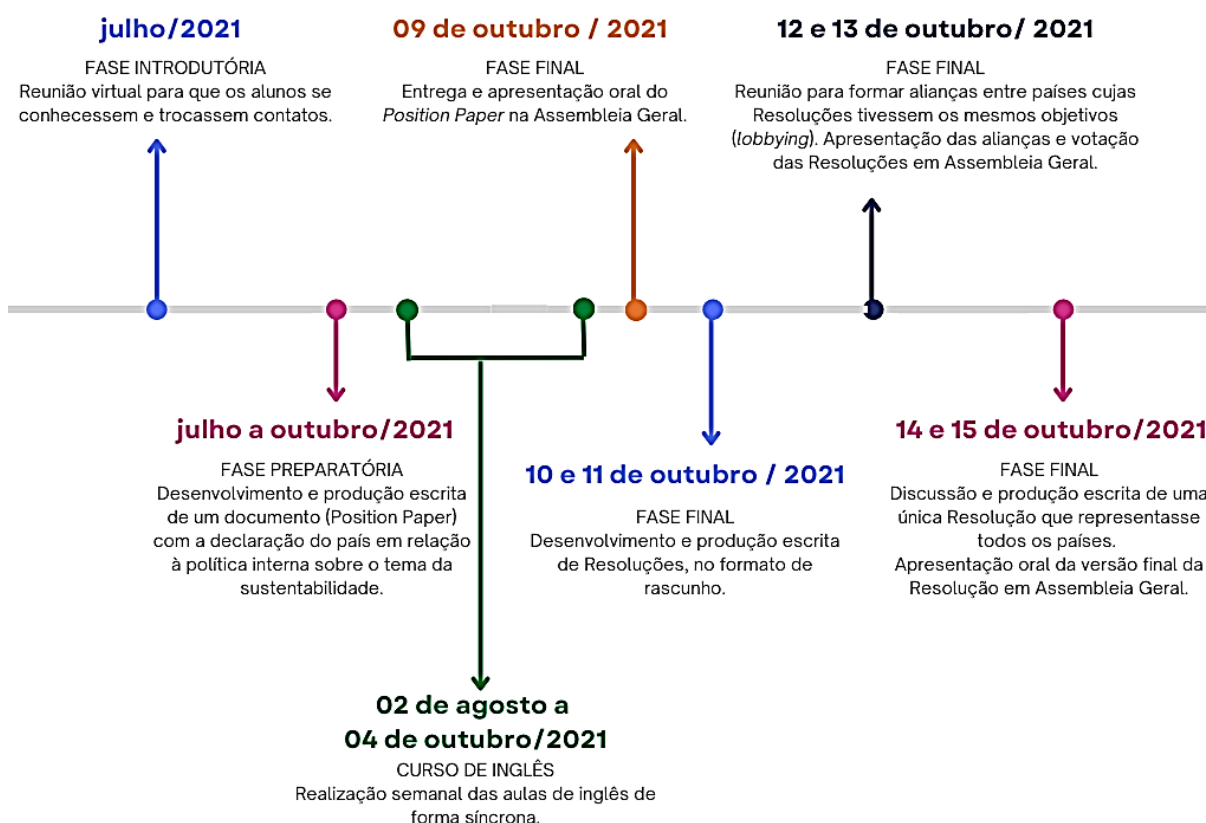 julho/2021
FASE INTRODUTÓRIA
Reunião virtual para que os alunos se
conhecessem e trocassem contatos.
09 de outubro / 2021
FASE FINAL
Entrega e apresentação oral do
Position Paper na Assembleia Geral.
12 e 13 de outubro/ 2021
FASE FINAL
Reunião para formar alianças entre países cujas
Resoluções tivessem os mesmos objetivos
(lobbying). Apresentação das alianças e votação
das Resoluções em Assembleia Geral.
julho a outubro/2021
FASE PREPARATÓRIA
Desenvolvimento e produção escrita
de um documento (Position Paper)
com a declaração do país em relação
à política interna sobre o tema da
sustentabilidade.
02 de agosto a
04 de outubro/2021
CURSO DE INGLÊS
Realização semanal das aulas de inglês de
forma síncrona.
10 e 11 de outubro / 2021
FASE FINAL
Desenvolvimento e produção escrita
de Resoluções, no formato de
rascunho.
14 e 15 de outubro/2021
FASE FINAL
Discussão e produção escrita de uma
única Resolução que representasse
todos os países.
Apresentação oral da versão final da
Resolução em Assembleia Geral.